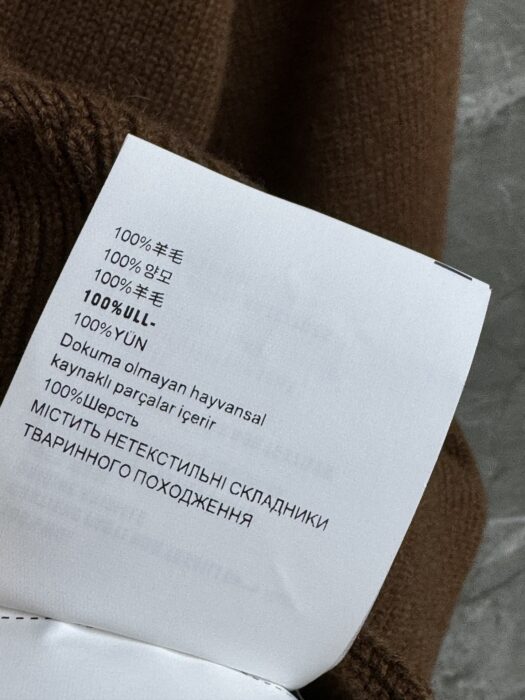 100%羊毛
100%양모
100%羊毛
100%ULL-
100%YÜN
Dokuma olmayan hayvansal
kaynaklı parçalar içerir
100%Шерсть
МІСТИТЬ НЕТЕКСТИЛЬНІ СКЛАДНИКИ
ТВАРИННОГО ПОХОДЖЕННЯ